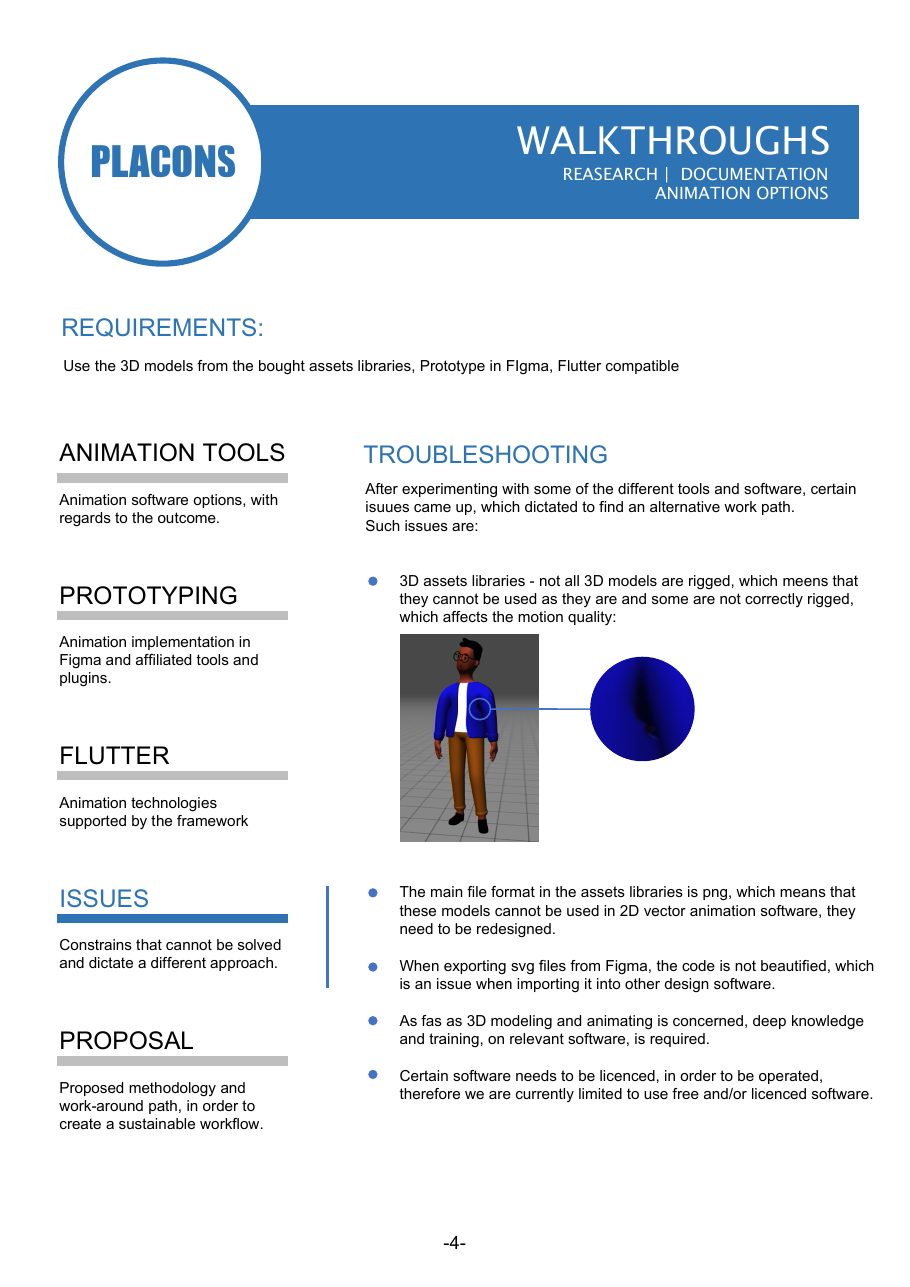 PLACONS
WALKTHROUGHS
REASEARCH | DOCUMENTATION
ANIMATION OPTIONS
REQUIREMENTS:
Use the 3D models from the bought assets libraries, Prototype in FIgma, Flutter compatible
ANIMATION TOOLS
Animation software options, with
regards to the outcome.
PROTOTYPING
Animation implementation in
Figma and affiliated tools and
plugins.
FLUTTER
Animation technologies
supported by the framework
ISSUES
Constrains that cannot be solved
and dictate a different approach.
PROPOSAL
Proposed methodology and
work-around path, in order to
create a sustainable workflow.
TROUBLESHOOTING
After experimenting with some of the different tools and software, certain
isuues came up, which dictated to find an alternative work path.
Such issues are:
3D assets libraries - not all 3D models are rigged, which meens that
they cannot be used as they are and some are not correctly rigged,
which affects the motion quality:
The main file format in the assets libraries is png, which means that
these models cannot be used in 2D vector animation software, they
need to be redesigned.
When exporting svg files from Figma, the code is not beautified, which
is an issue when importing it into other design software.
As fas as 3D modeling and animating is concerned, deep knowledge
and training, on relevant software, is required.
Certain software needs to be licenced, in order to be operated,
therefore we are currently limited to use free and/or licenced software.
-4-